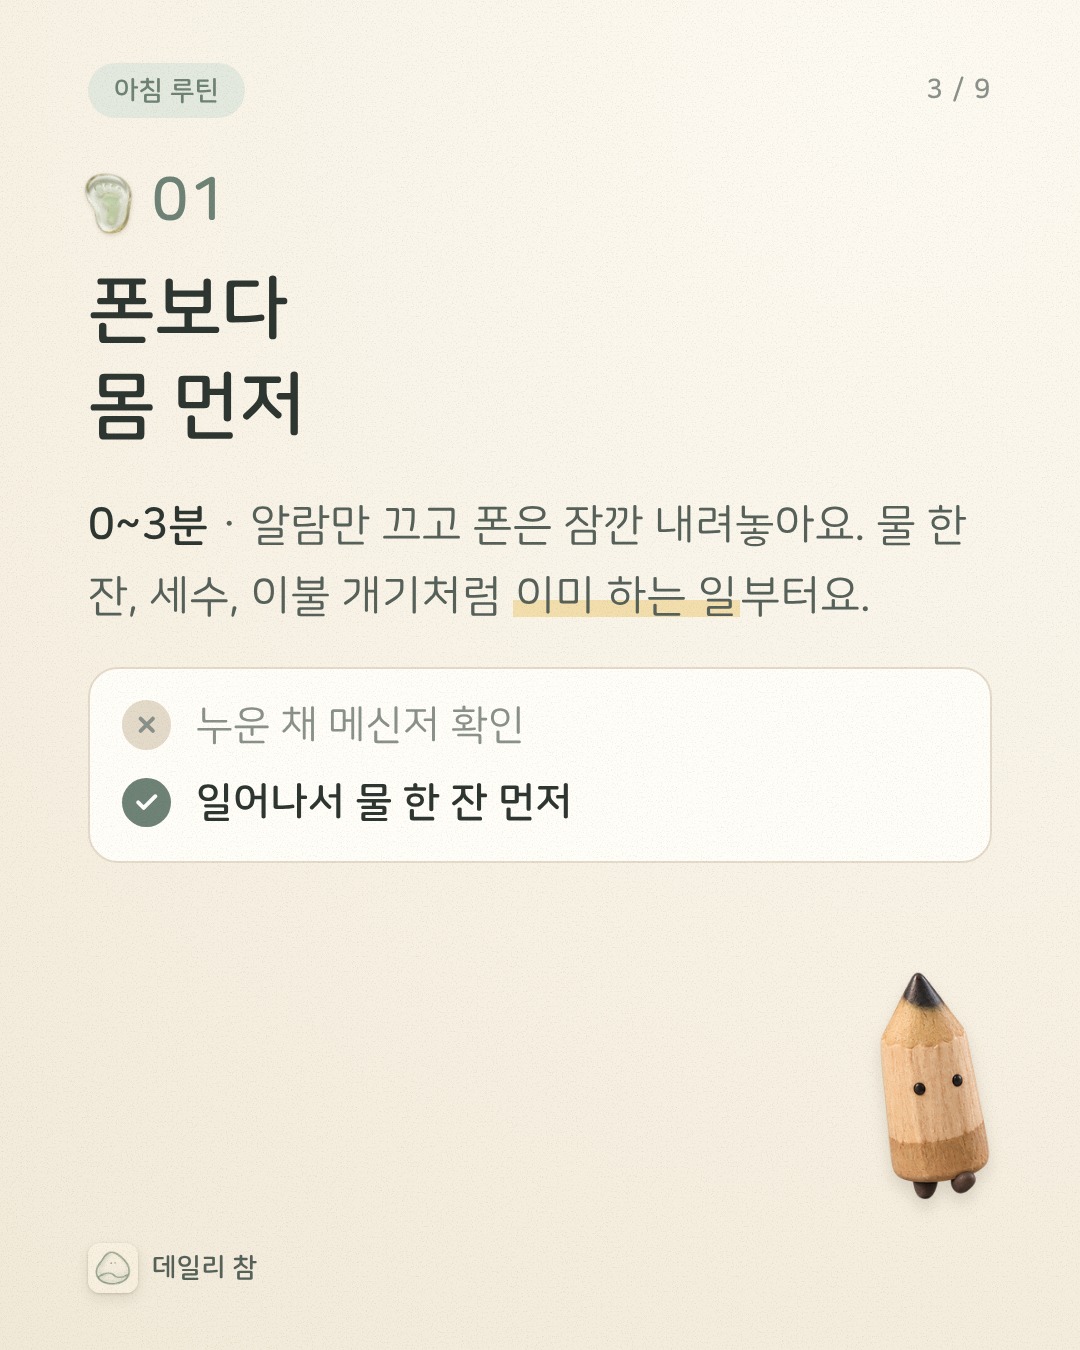 아침 루틴
3 / 9
01
폰보다
몸 먼저
0~3분 · 알람만 끄고 폰은 잠깐 내려놓아요. 물 한
잔, 세수, 이불 개기처럼 이미 하는 일부터요.
누운 채 메신저 확인
일어나서 물 한 잔 먼저
데일리 참